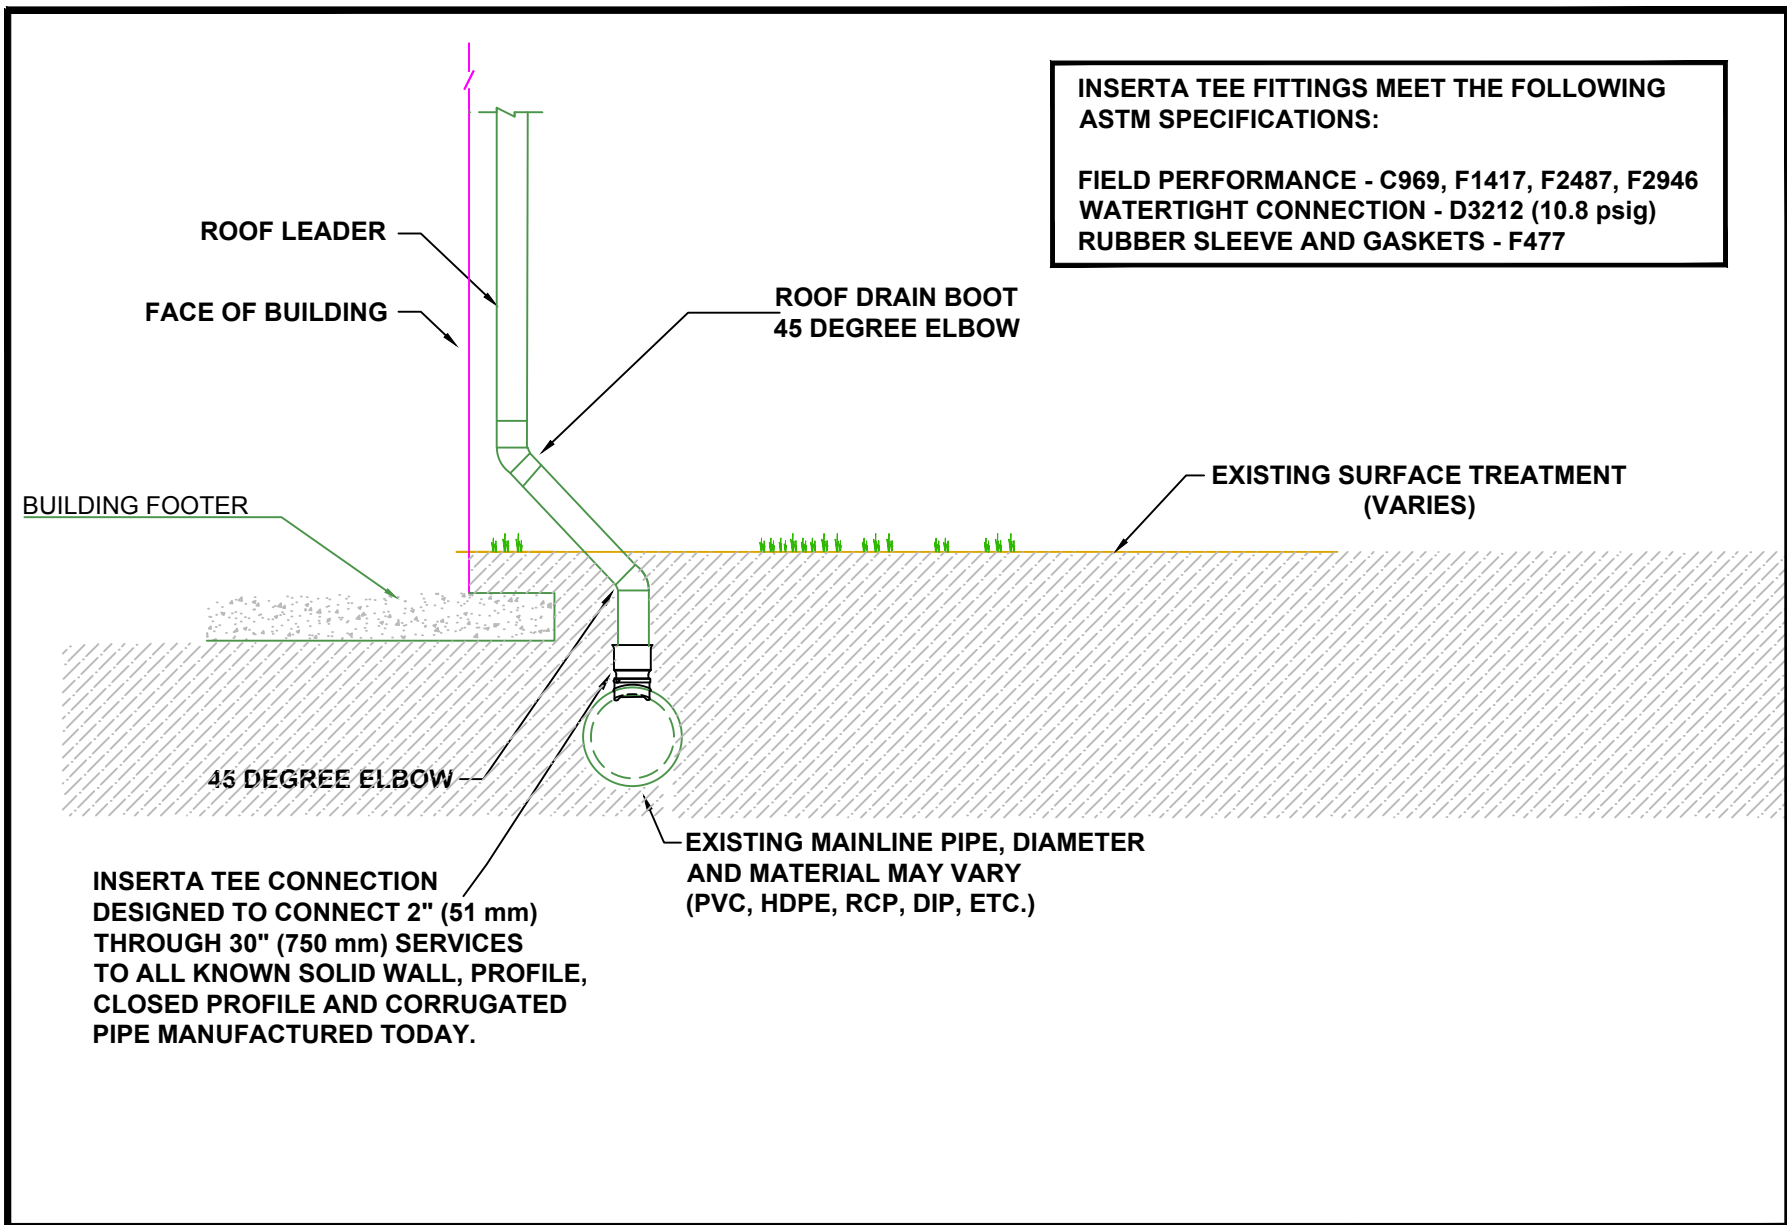 INSERTA TEE FITTINGS MEET THE FOLLOWING
ASTM SPECIFICATIONS:
FIELD PERFORMANCE - C969, F1417, F2487, F2946
WATERTIGHT CONNECTION - D3212 (10.8 psig)
RUBBER SLEEVE AND GASKETS - F477
ROOF LEADER
FACE OF BUILDING
ROOF DRAIN BOOT
45 DEGREE ELBOW
EXISTING SURFACE TREATMENT
(VARIES)
BUILDING FOOTER
45 DEGREE ELBOW
EXISTING MAINLINE PIPE, DIAMETER
AND MATERIAL MAY VARY
(PVC, HDPE, RCP, DIP, ETC.)
INSERTA TEE CONNECTION
DESIGNED TO CONNECT 2" (51 mm)
THROUGH 30" (750 mm) SERVICES
TO ALL KNOWN SOLID WALL, PROFILE,
CLOSED PROFILE AND CORRUGATED
PIPE MANUFACTURED TODAY.